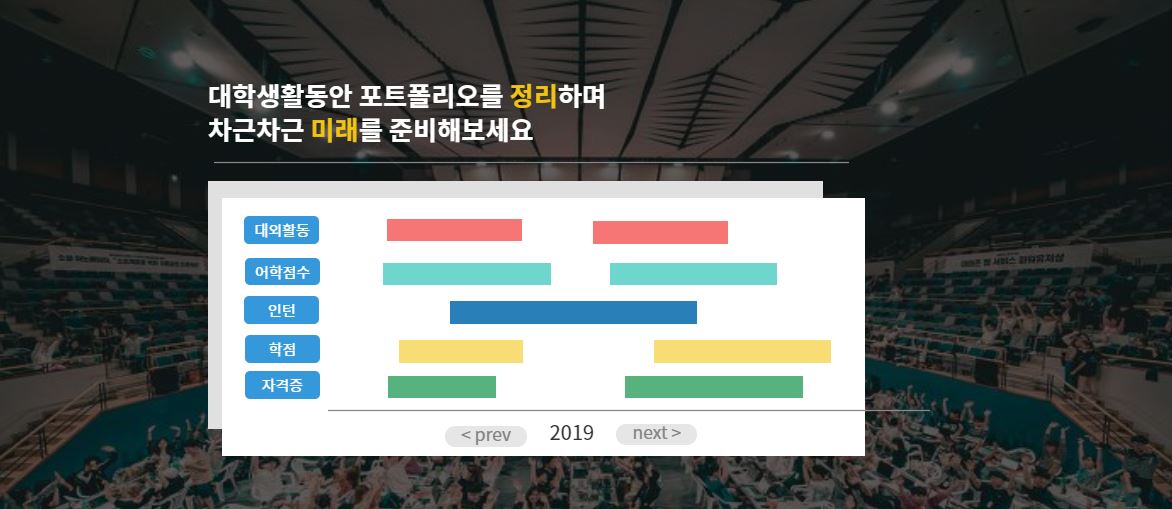 대학생활동안 포트폴리오를 정리하며
차근차근 미래를 준비해보세요
대외활동
어학점수
인턴
학점
자격증
< prev 2019 next >